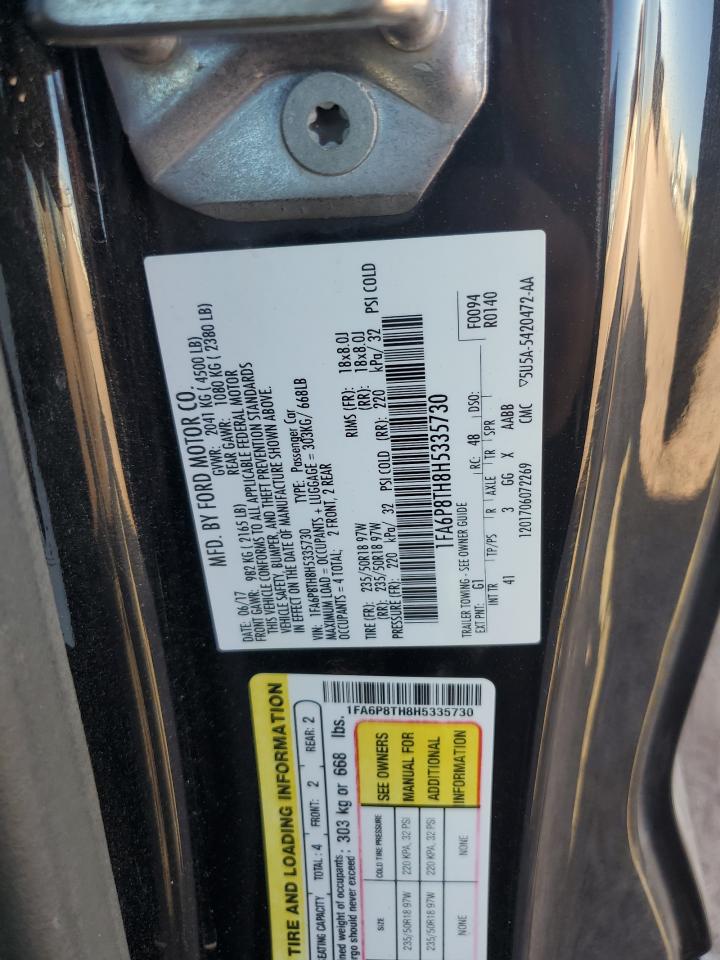 MFD. BY FORD MOTOR CO.
DATE: 06/17 GVWR: 2041 KG ( 4500 LB)
FRONT GAWR: 982 KG ( 2165 LB) REAR GAWR: 1080 KG ( 2380 LB)
VEHICLE CONFORMS TO ALL APPLICABLE FEDERAL MOTOR
VEHICLE SAFETY, BUMPER, AND THEFT PREVENTION STANDARDS
IN EFFECT ON THE DATE OF MANUFACTURE SHOWN ABOVE.
VIN: 1FA6P8TH8H5335730 TYPE: Passenger Car
MAXIMUM LOAD = OCCUPANTS + LUGGAGE = 303KG/ 668LB
OCCUPANTS = 4 TOTAL: 2 FRONT, 2 REAR
TIRE (FR): 235/50R18 97W RIMS (FR): 18x8.0J
(RR): 235/50R18 97W (RR): 18x8.0J
PRESSURE (FR): 220 kPa/ 32 PSI COLD (RR): 220 kPa/ 32 PSI COLD
1FA6P8TH8H5335730
TRAILER TOWING - SEE OWNER GUIDE
EXT PNT: G1 RC: 48 DSO: F0094
INT TR TP/PS R AXLE TR SPR R0140
41 3 GG X AABB
1201706072269 CMC ▽5U5A-5420472-AA
TIRE AND LOADING INFORMATION
EATING CAPACITY TOTAL: 4 FRONT: 2 REAR: 2
ned weight of occupants
rgo should never exceed: 303 kg or 668 lbs.
1FA6P8TH8H5335730
SIZE COLD TIRE PRESSURE
235/50R18 97W 220 KPA, 32 PSI
235/50R18 97W 220 KPA, 32 PSI
NONE NONE
SEE OWNERS
MANUAL FOR
ADDITIONAL
INFORMATION